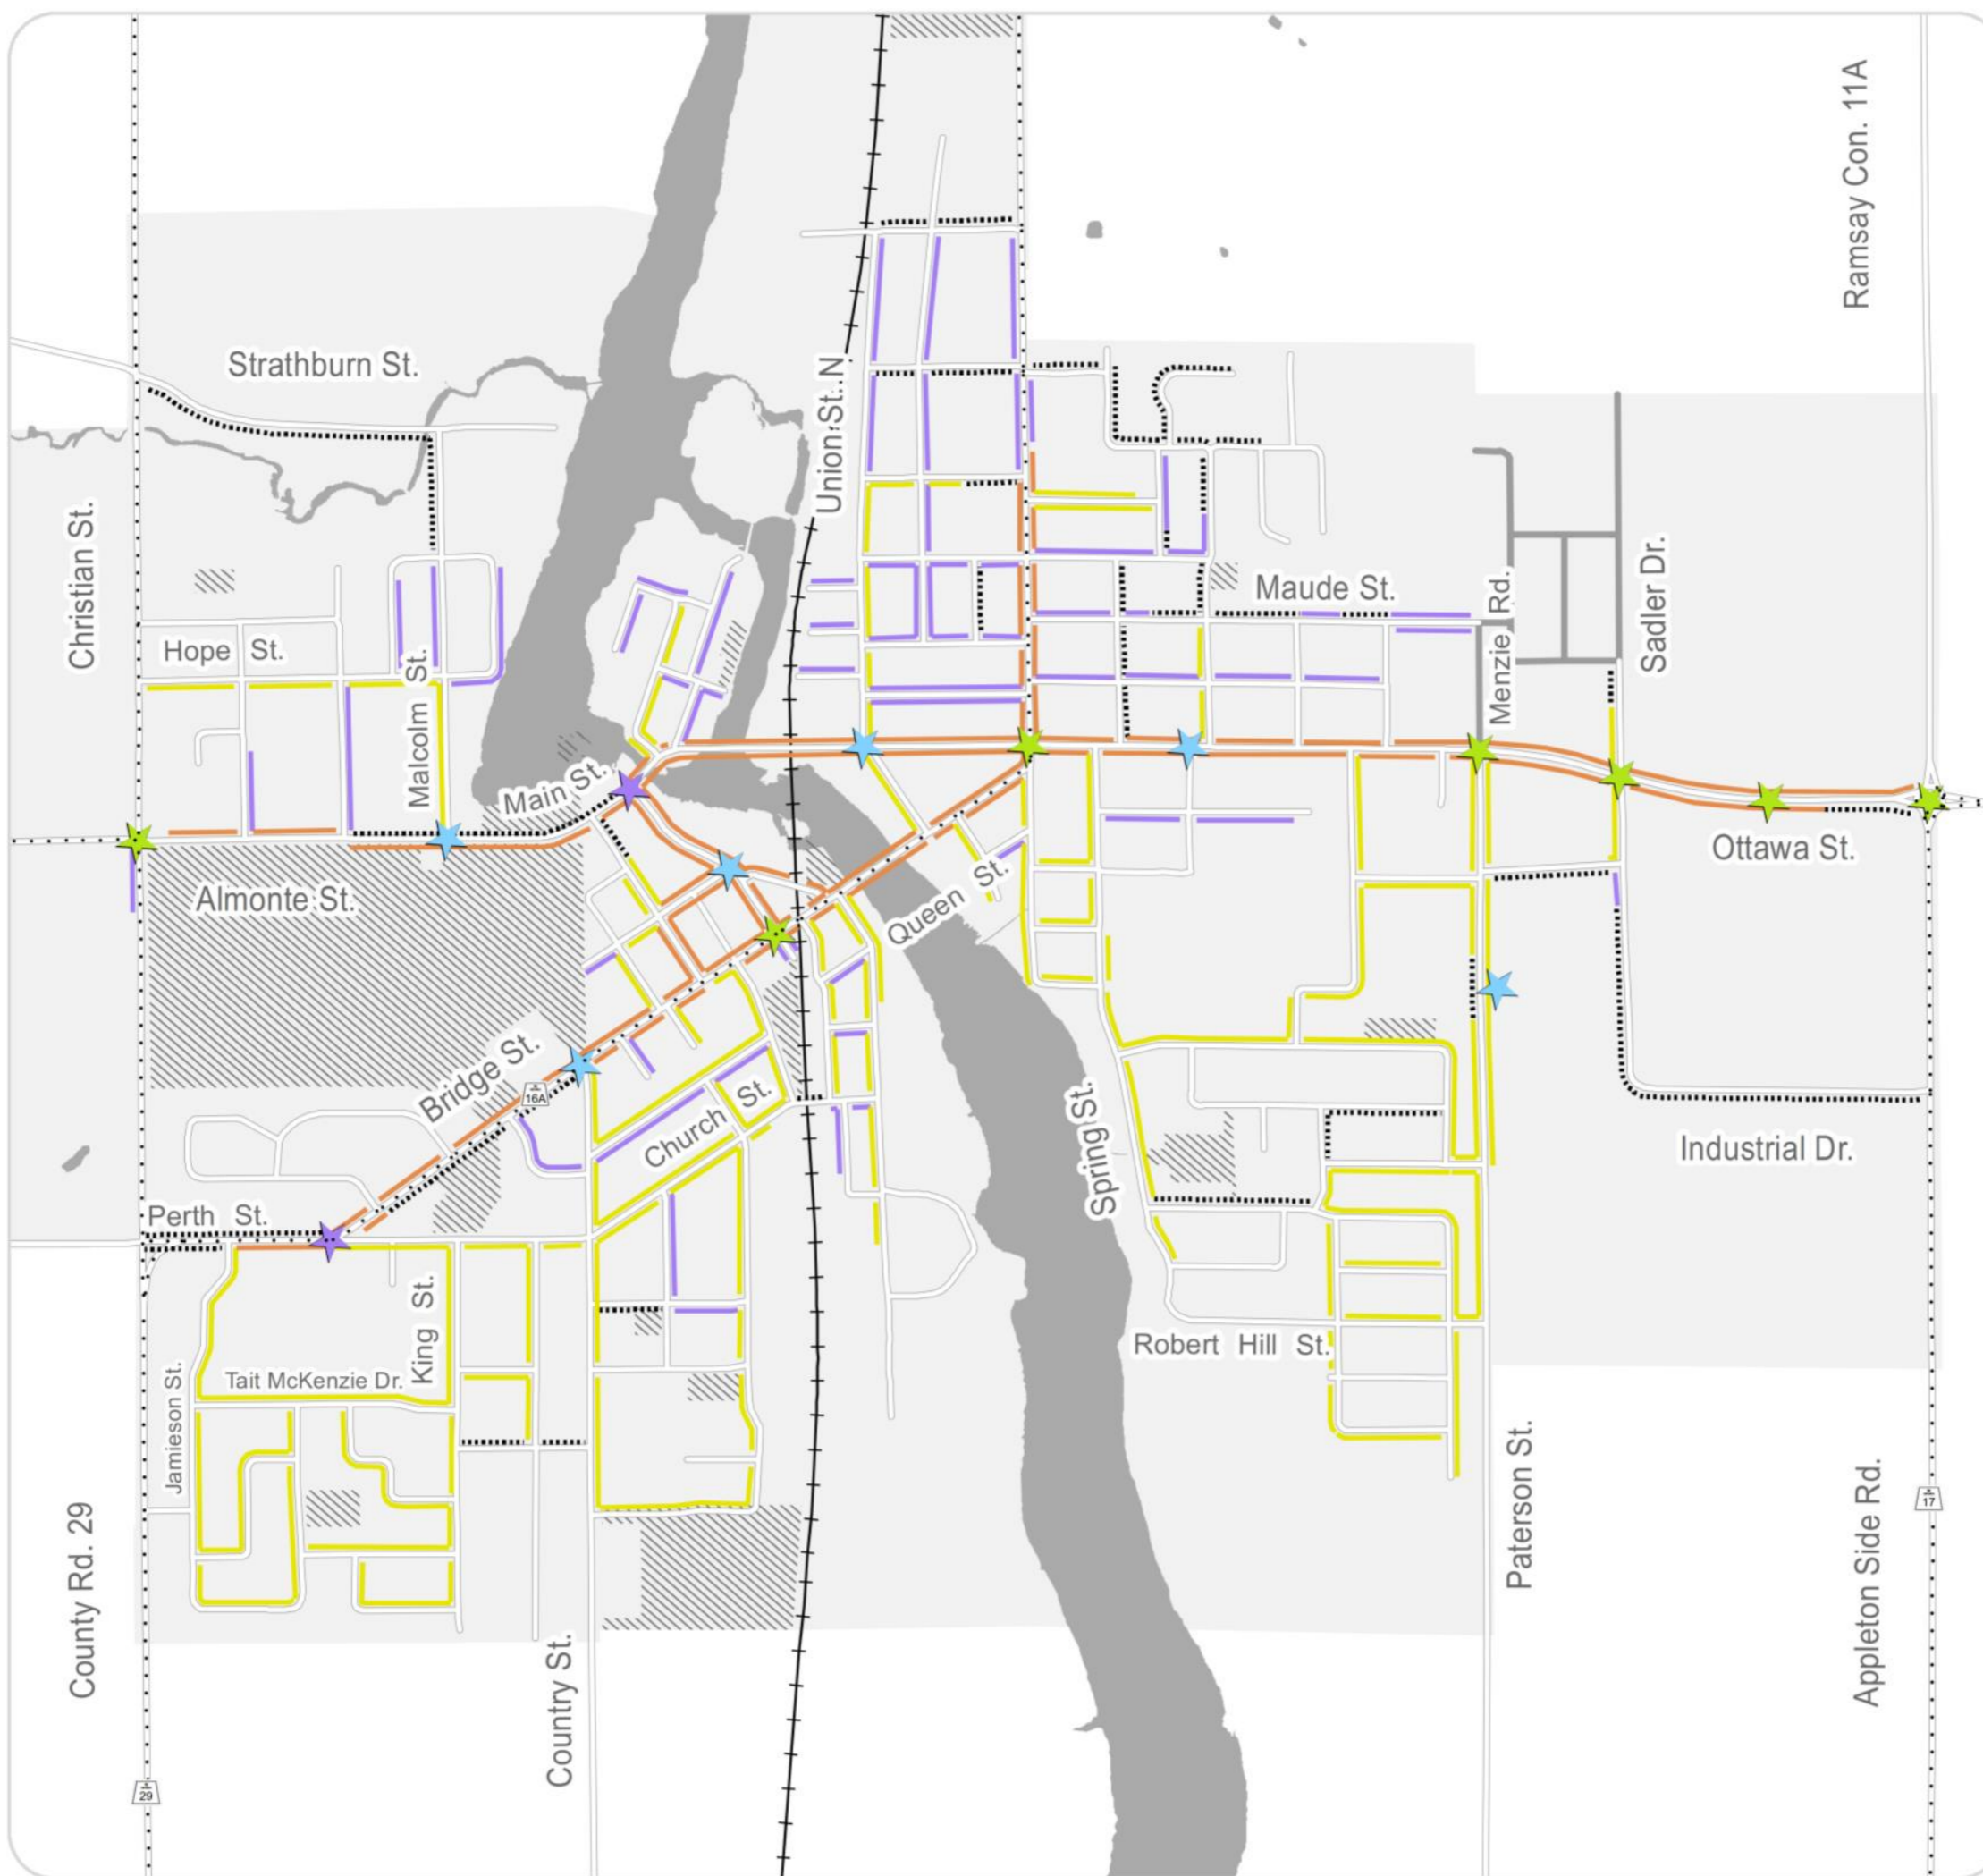 Ramsay Con. 11A
Strathburn St.
Union St. N
Christian St.
Sadler Dr.
Maude St.
Menzie Rd.
Hope St.
Malcolm St.
Main St.
Ottawa St.
Almonte St.
Queen St.
Bridge St.
16A
Church St.
Spring St.
Industrial Dr.
Perth St.
King St.
Robert Hill St.
Jamieson St.
Tait McKenzie Dr.
Paterson St.
Appleton Side Rd.
17
County Rd. 29
Country St.
29